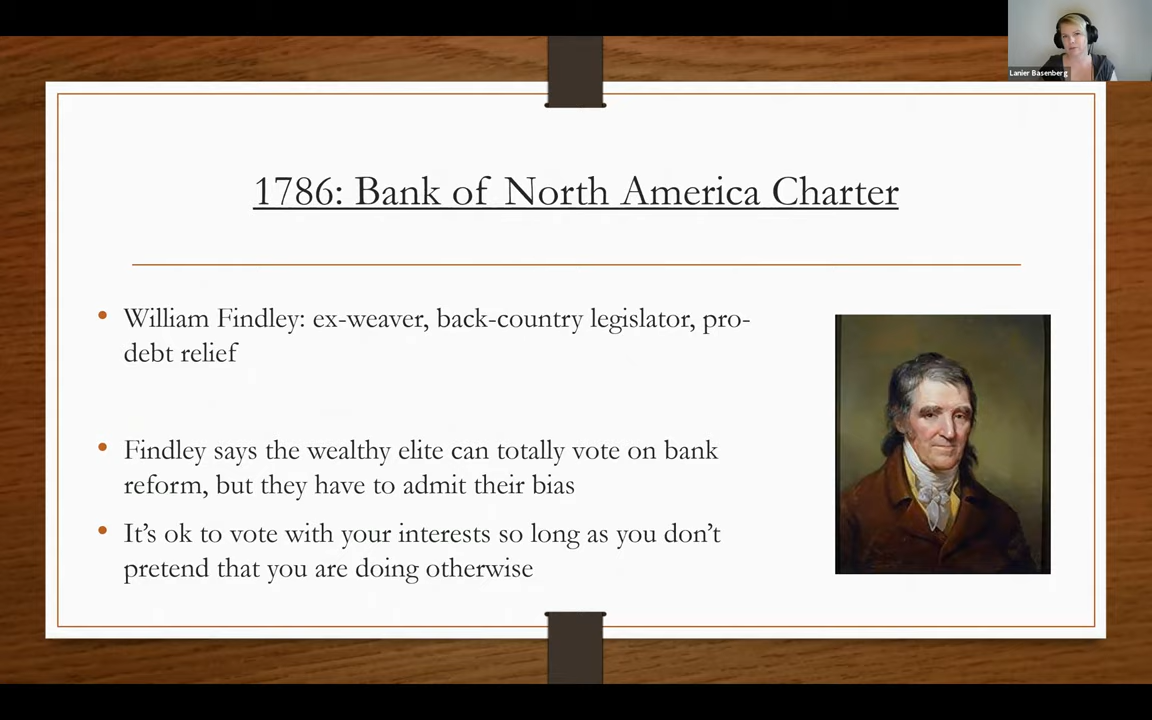 Lanier Basenberg
1786: Bank of North America Charter
• William Findley: ex-weaver, back-country legislator, pro-
debt relief
• Findley says the wealthy elite can totally vote on bank
reform, but they have to admit their bias
• It’s ok to vote with your interests so long as you don’t
pretend that you are doing otherwise